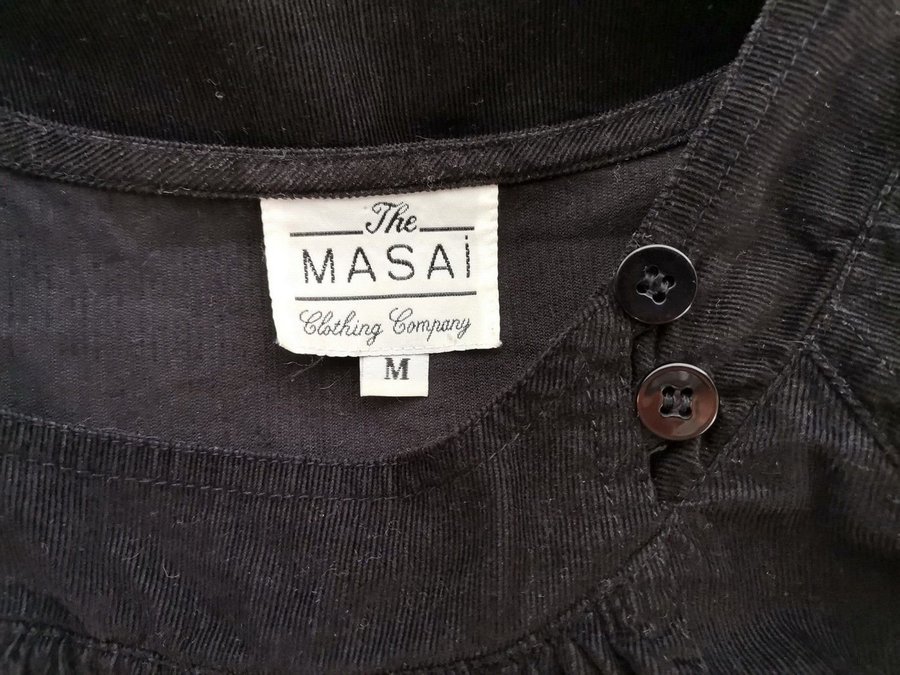 The
MASAi
Clothing Company
M